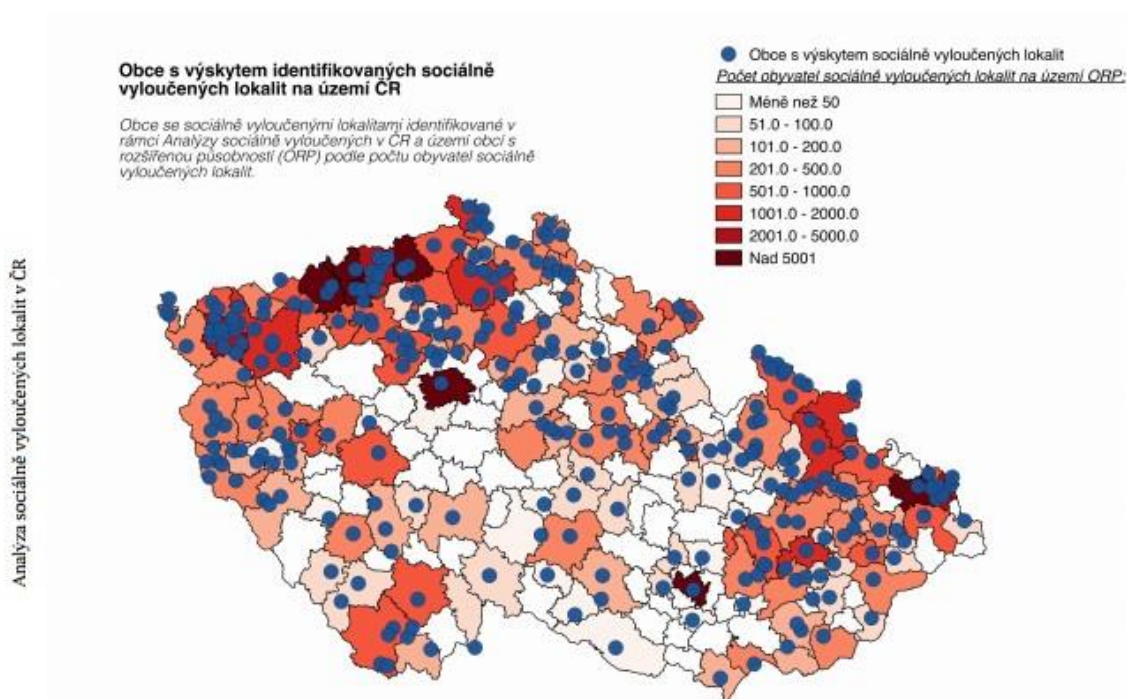 Obce s výskytem identifikovaných sociálně
vyloučených lokalit na území ČR
Obce se sociálně vyloučenými lokalitami identifikované v
rámci Analýzy sociálně vyloučených v ČR a území obcí s
rozšířenou působností (ORP) podle počtu obyvatel sociálně
vyloučených lokalit.
Obce s výskytem sociálně vyloučených lokalit
Počet obyvatel sociálně vyloučených lokalit na území ORP:
Méně než 50
51.0 - 100.0
101.0 - 200.0
201.0 - 500.0
501.0 - 1000.0
1001.0 - 2000.0
2001.0 - 5000.0
Nad 5001
Analýza sociálně vyloučených lokalit v ČR